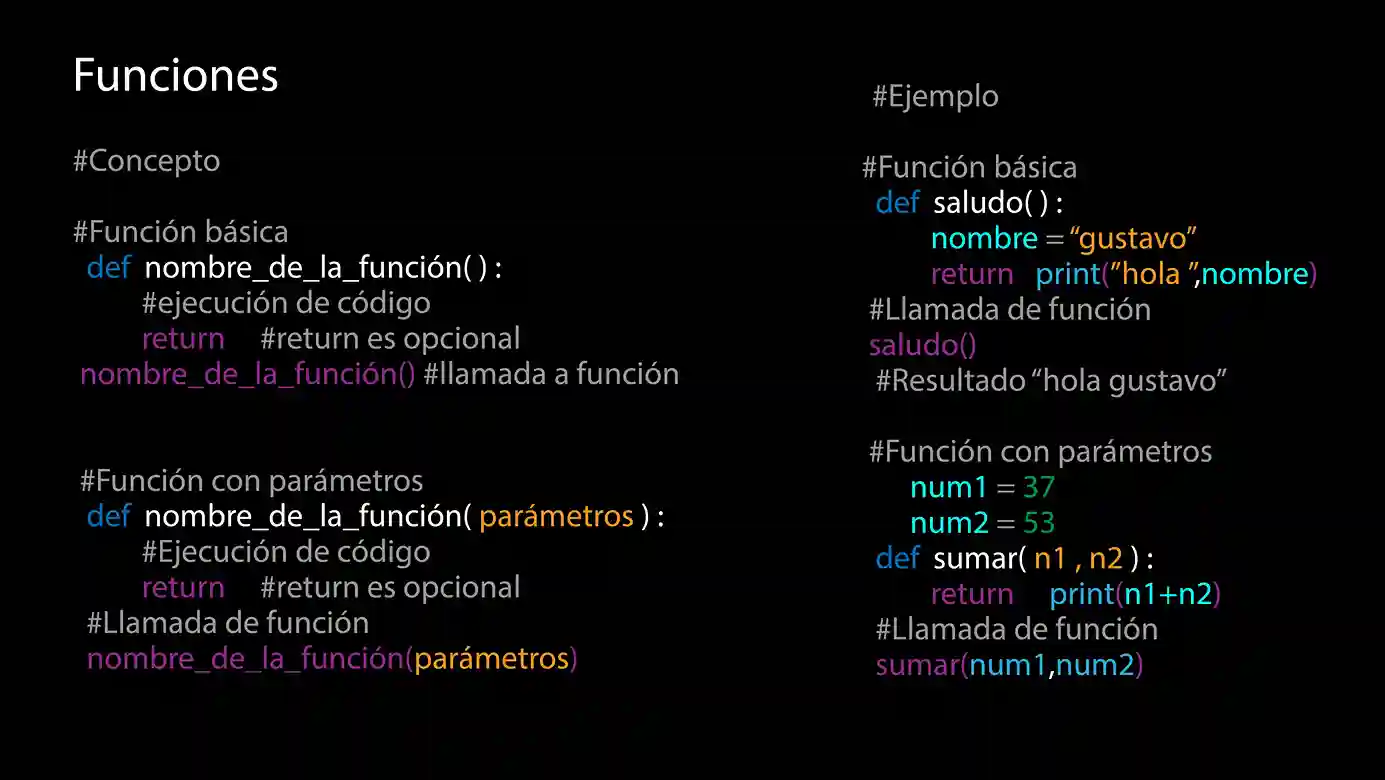 Funciones
#Concepto
#Función básica
def nombre_de_la_función( ) :
#ejecución de código
return #return es opcional
nombre_de_la_función() #llamada a función
#Función con parámetros
def nombre_de_la_función( parámetros ) :
#Ejecución de código
return #return es opcional
#Llamada de función
nombre_de_la_función(parámetros)
#Ejemplo
#Función básica
def saludo( ) :
nombre = “gustavo”
return print(”hola ”,nombre)
#Llamada de función
saludo()
#Resultado “hola gustavo”
#Función con parámetros
num1 = 37
num2 = 53
def sumar( n1 , n2 ) :
return print(n1+n2)
#Llamada de función
sumar(num1,num2)